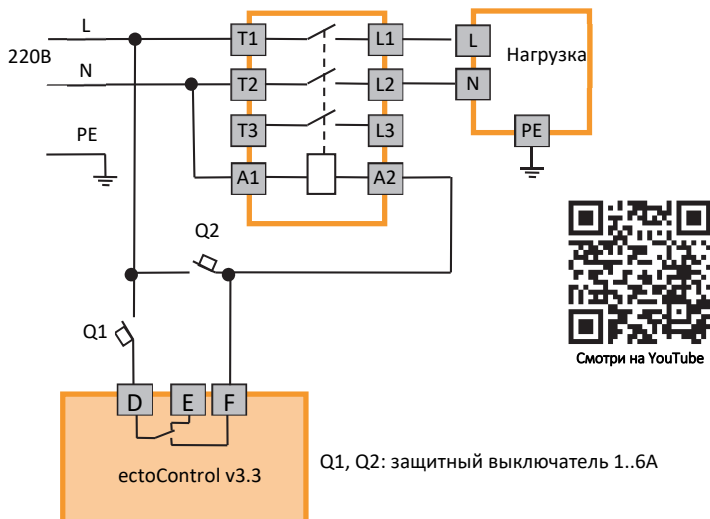 L
220В
N
PE
T1
L1
T2
L2
T3
L3
A1
A2
L
Нагрузка
N
PE
Q2
Q1
Смотри на YouTube
D
E
F
ectoControl v3.3
Q1, Q2: защитный выключатель 1..6А